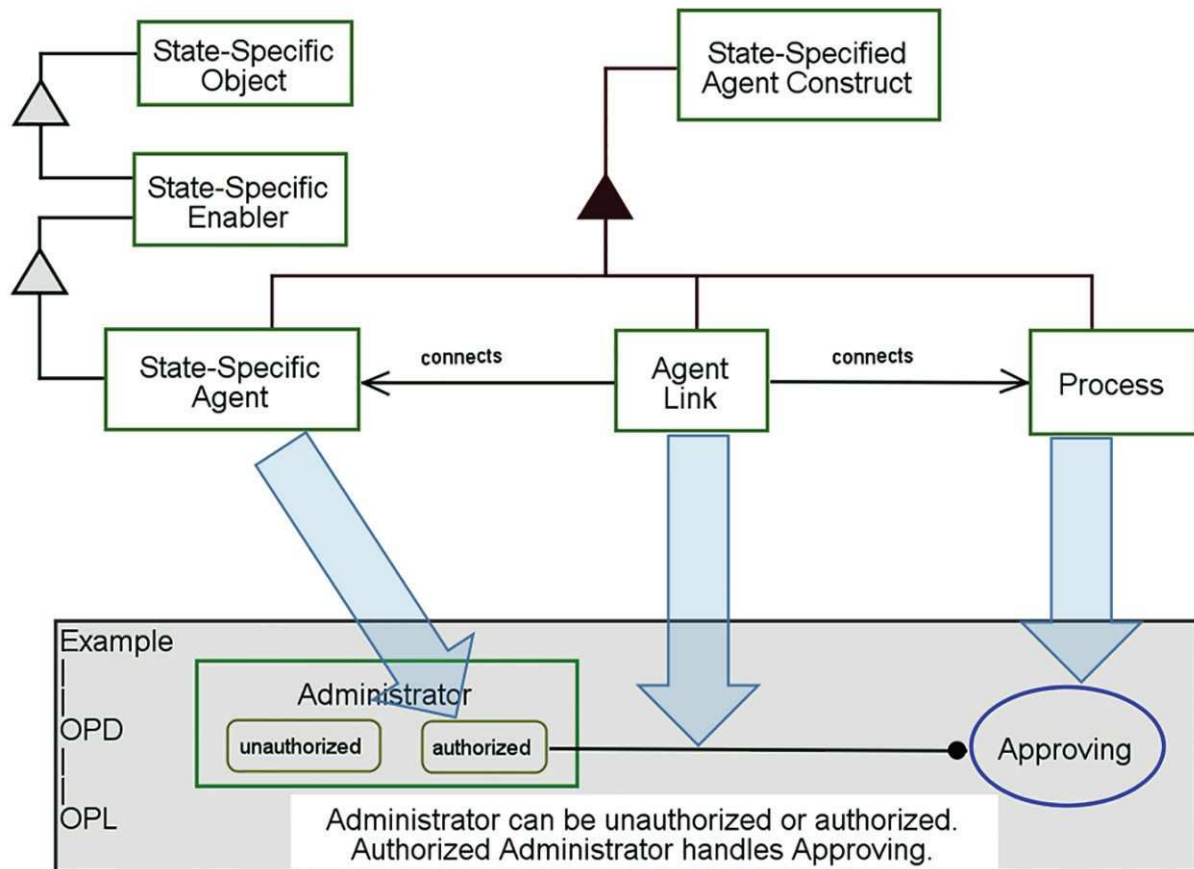 State-Specific
Object
State-Specified
Agent Construct
State-Specific
Enabler
State-Specific
Agent
connects
Agent
Link
connects
Process
Example
|
|
OPD
|
|
OPL
Administrator
unauthorized
authorized
Approving
Administrator can be unauthorized or authorized.
Authorized Administrator handles Approving.